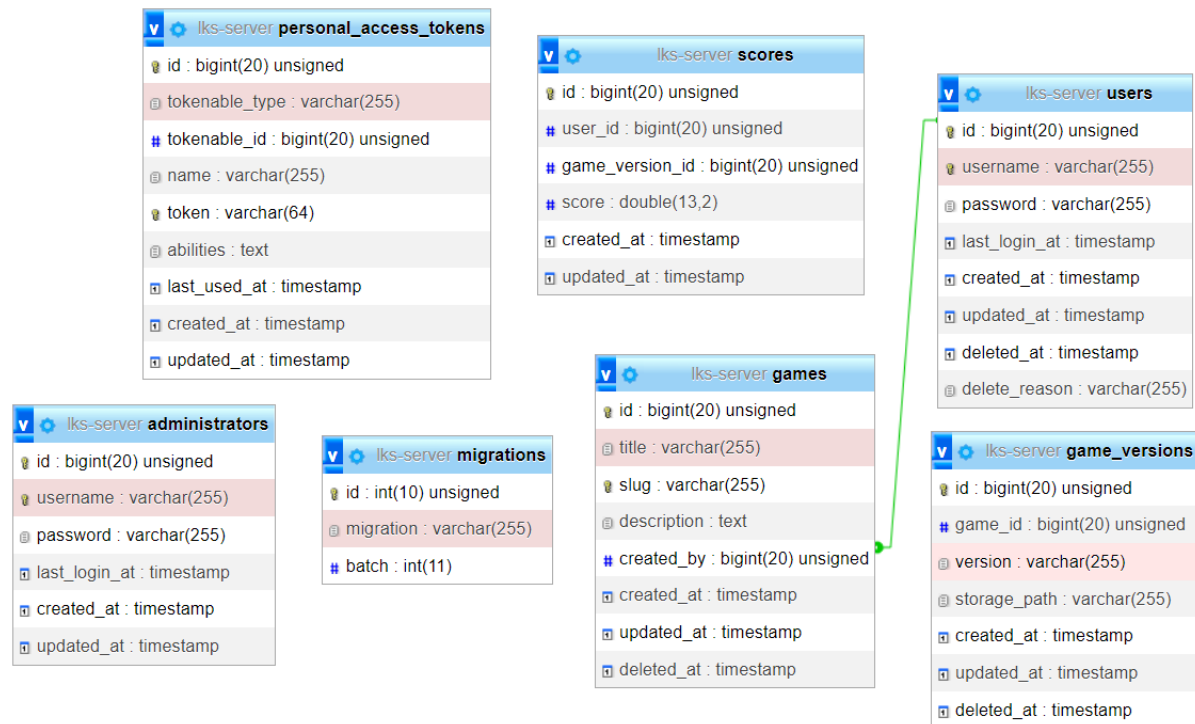 lks-server personal_access_tokens
id : bigint(20) unsigned
tokenable_type : varchar(255)
# tokenable_id : bigint(20) unsigned
name : varchar(255)
token : varchar(64)
abilities : text
last_used_at : timestamp
created_at : timestamp
updated_at : timestamp
lks-server scores
id : bigint(20) unsigned
# user_id : bigint(20) unsigned
# game_version_id : bigint(20) unsigned
# score : double(13,2)
created_at : timestamp
updated_at : timestamp
lks-server users
id : bigint(20) unsigned
username : varchar(255)
password : varchar(255)
last_login_at : timestamp
created_at : timestamp
updated_at : timestamp
deleted_at : timestamp
delete_reason : varchar(255)
lks-server administrators
id : bigint(20) unsigned
username : varchar(255)
password : varchar(255)
last_login_at : timestamp
created_at : timestamp
updated_at : timestamp
lks-server migrations
id : int(10) unsigned
migration : varchar(255)
# batch : int(11)
lks-server games
id : bigint(20) unsigned
title : varchar(255)
slug : varchar(255)
description : text
# created_by : bigint(20) unsigned
created_at : timestamp
updated_at : timestamp
deleted_at : timestamp
lks-server game_versions
id : bigint(20) unsigned
# game_id : bigint(20) unsigned
version : varchar(255)
storage_path : varchar(255)
created_at : timestamp
updated_at : timestamp
deleted_at : timestamp